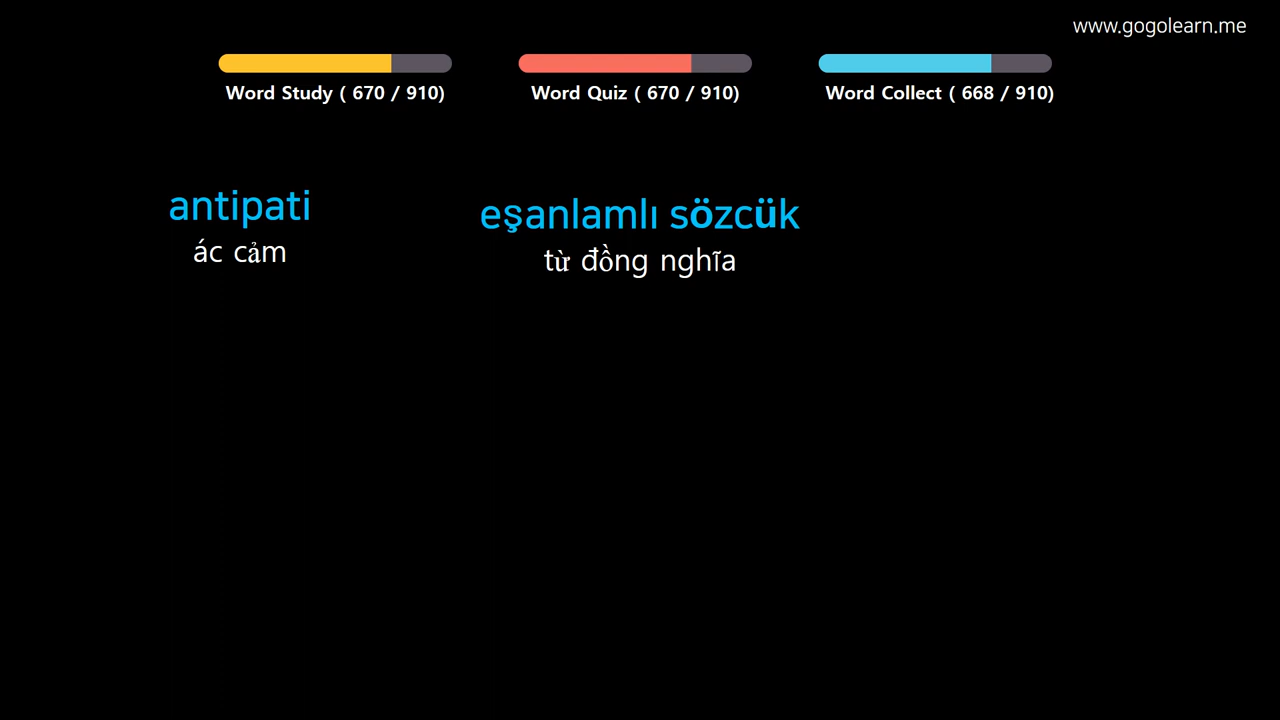 www.gogolearn.me
Word Study ( 670 / 910)
Word Quiz ( 670 / 910)
Word Collect ( 668 / 910)
antipati
ác cảm
eşanlamlı sözcük
từ đồng nghĩa